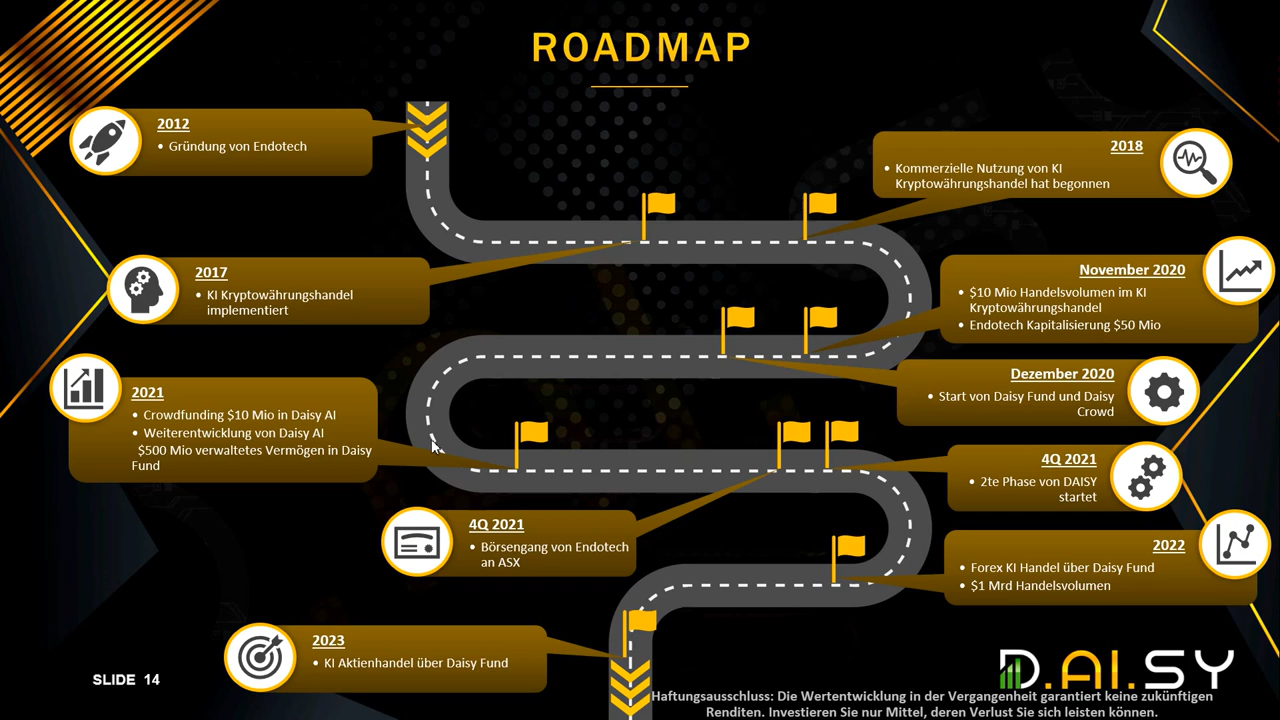 ROADMAP
2012
• Gründung von Endotech
2018
• Kommerzielle Nutzung von KI
Kryptowährungshandel hat begonnen
2017
• KI Kryptowährungshandel
implementiert
November 2020
• $10 Mio Handelsvolumen im KI
Kryptowährungshandel
• Endotech Kapitalisierung $50 Mio
Dezember 2020
• Start von Daisy Fund und Daisy
Crowd
2021
• Crowdfunding $10 Mio in Daisy AI
• Weiterentwicklung von Daisy AI
$500 Mio verwaltetes Vermögen in Daisy
Fund
4Q 2021
• 2te Phase von DAISY
startet
4Q 2021
• Börsengang von Endotech
an ASX
2022
• Forex KI Handel über Daisy Fund
• $1 Mrd Handelsvolumen
2023
• KI Aktienhandel über Daisy Fund
SLIDE 14
D.AI.SY
Haftungsausschluss: Die Wertentwicklung in der Vergangenheit garantiert keine zukünftigen
Renditen. Investieren Sie nur Mittel, deren Verlust Sie sich leisten können.